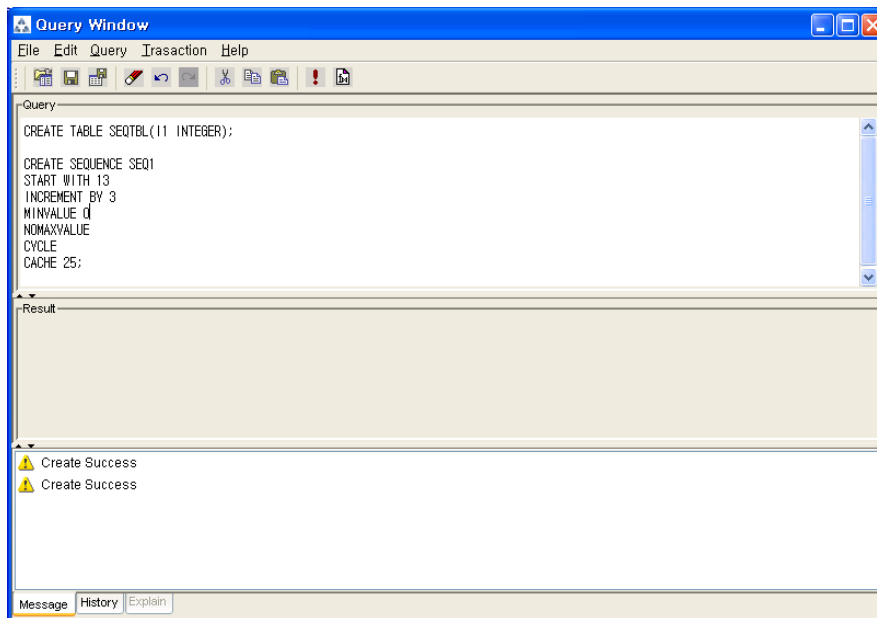 Query Window
File Edit Query Trasaction Help
Query
CREATE TABLE SEQTBL(I1 INTEGER);
CREATE SEQUENCE SEQ1
START WITH 13
INCREMENT BY 3
MINVALUE 0
NOMAXVALUE
CYCLE
CACHE 25;
Result
Create Success
Create Success
Message History Explain